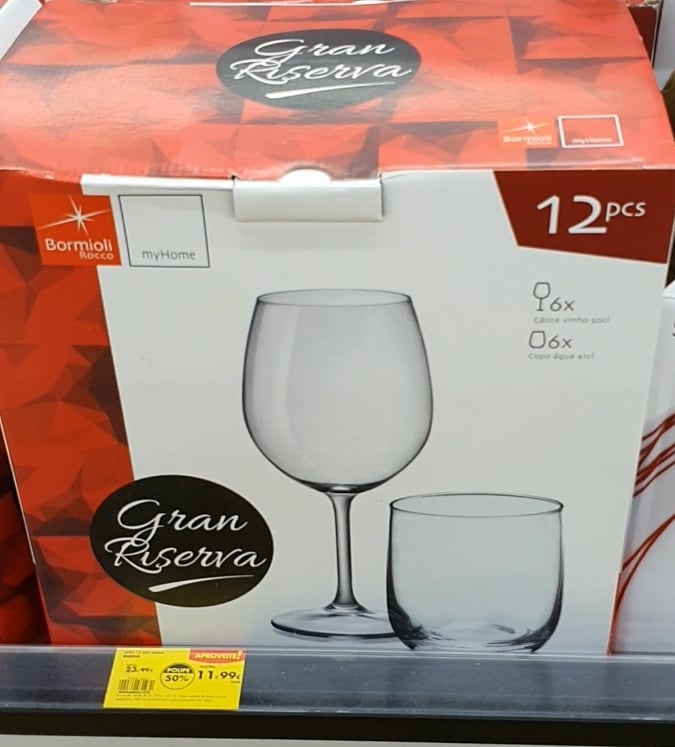 Gran
Riserva
Bormioli
Rocco
myHome
Bormioli
Rocco
myHome
12pcs
6x
Cálice vinho 50cl
6x
Copo água 41cl
Gran
Riserva
APROVEITE!
23,99€
POUPE
50%
11,99€